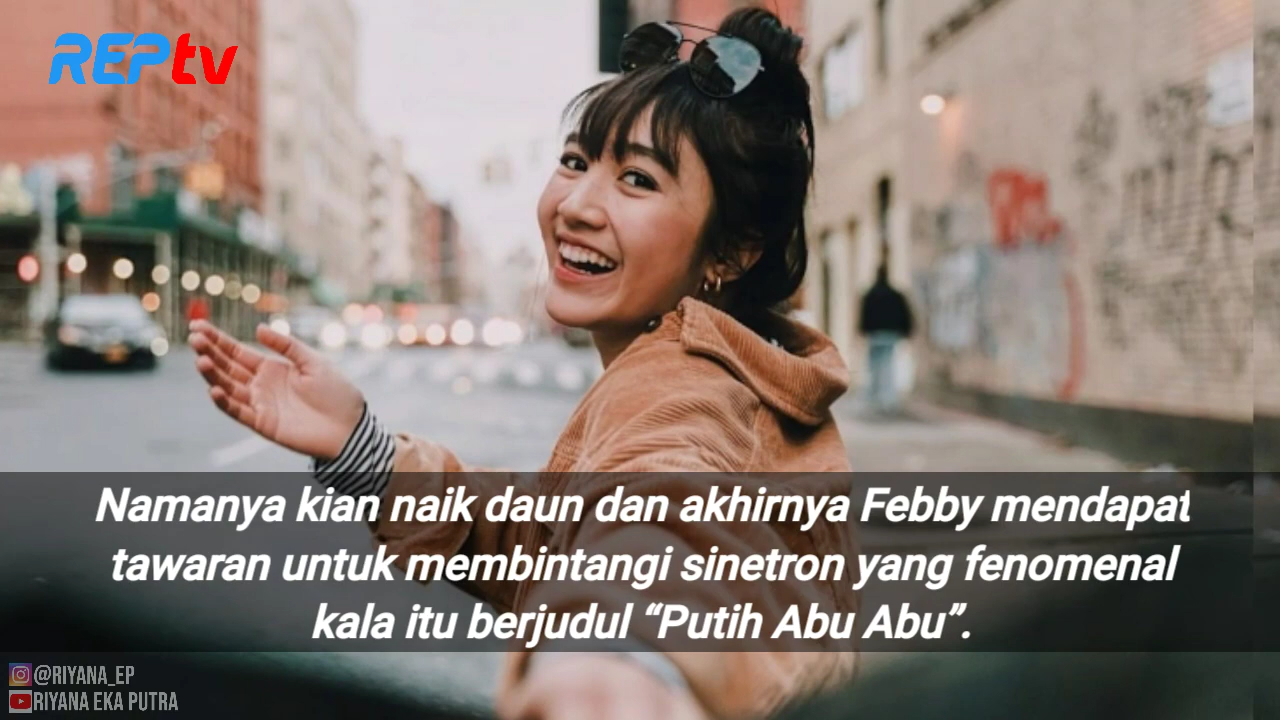 REPtv
Namanya kian naik daun dan akhirnya Febby mendapat
tawaran untuk membintangi sinetron yang fenomenal
kala itu berjudul “Putih Abu Abu”.
@RIYANA_EP
RIYANA EKA PUTRA